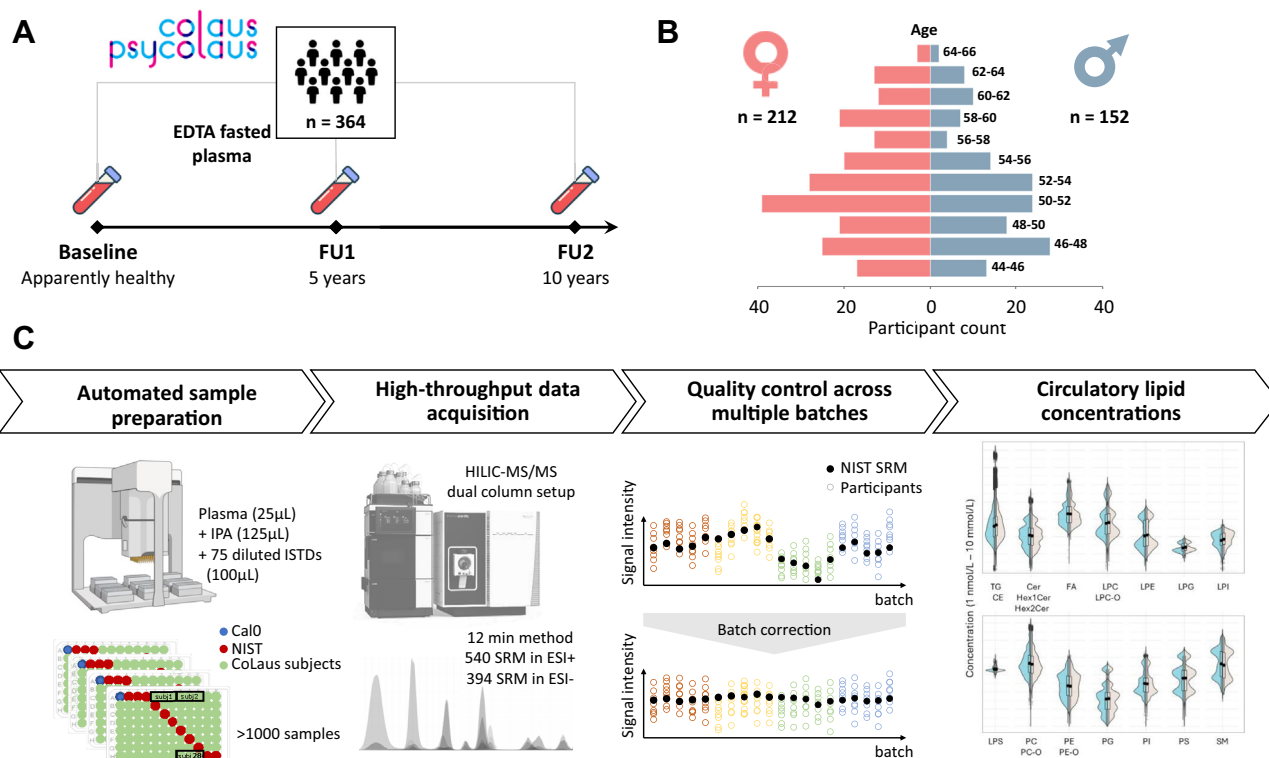 A
colaus
psycolaus
n = 364
EDTA fasted
plasma
Baseline
Apparently healthy
FU1
5 years
FU2
10 years
B
Age
n = 212
n = 152
64-66
62-64
60-62
58-60
56-58
54-56
52-54
50-52
48-50
46-48
44-46
40
20
0
20
40
Participant count
C
Automated sample
preparation
High-throughput data
acquisition
Quality control across
multiple batches
Circulatory lipid
concentrations
Plasma (25µL)
+ IPA (125µL)
+ 75 diluted ISTDs
(100µL)
Cal0
NIST
CoLaus subjects
subj1
subj2
subj28
>1000 samples
HILIC-MS/MS
dual column setup
12 min method
540 SRM in ESI+
394 SRM in ESI-
NIST SRM
Participants
Signal intensity
batch
Batch correction
Signal intensity
batch
Concentration (1 nmol/L – 10 mmol/L)
TG
CE
Cer
Hex1Cer
Hex2Cer
FA
LPC
LPC-O
LPE
LPG
LPI
LPS
PC
PC-O
PE
PE-O
PG
PI
PS
SM